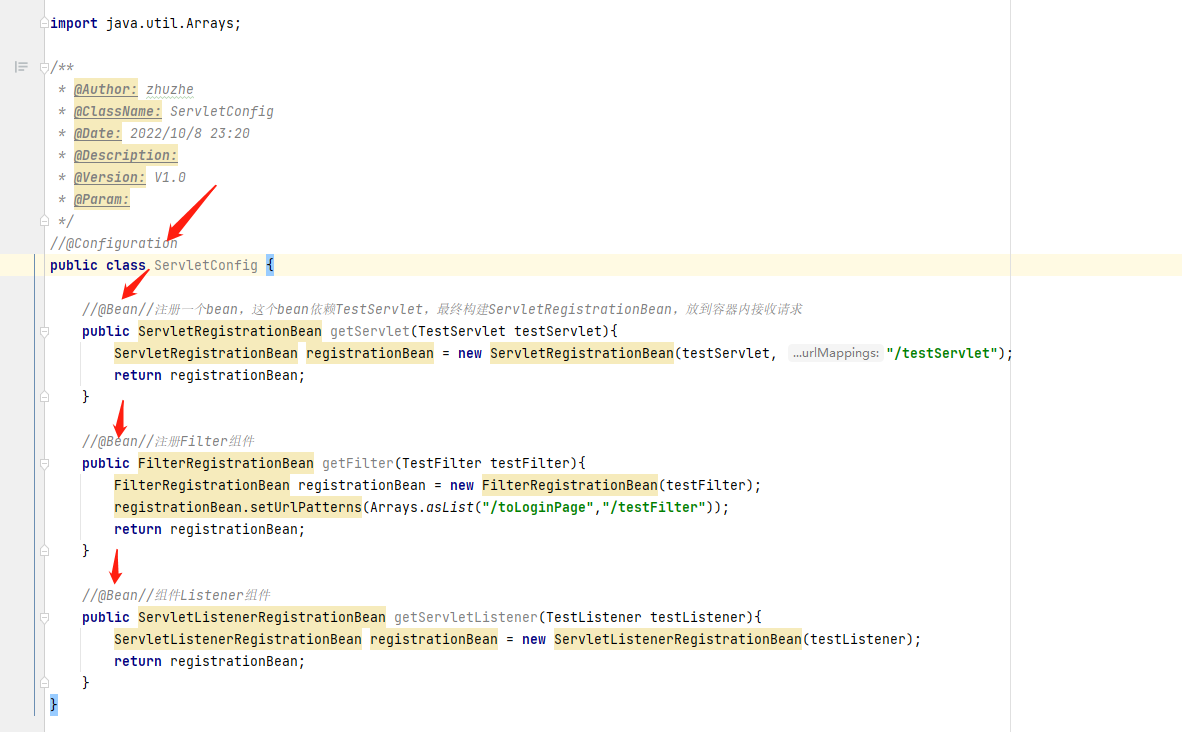 import java.util.Arrays;
/**
* @Author: zhuzhe
* @ClassName: ServletConfig
* @Date: 2022/10/8 23:20
* @Description:
* @Version: V1.0
* @Param:
*/
//@Configuration
public class ServletConfig {
//@Bean//注册一个bean，这个bean依赖TestServlet，最终构建ServletRegistrationBean，放到容器内接收请求
public ServletRegistrationBean getServlet(TestServlet testServlet){
ServletRegistrationBean registrationBean = new ServletRegistrationBean(testServlet, ...urlMappings: "/testServlet");
return registrationBean;
}
//@Bean//注册Filter组件
public FilterRegistrationBean getFilter(TestFilter testFilter){
FilterRegistrationBean registrationBean = new FilterRegistrationBean(testFilter);
registrationBean.setUrlPatterns(Arrays.asList("/toLoginPage","/testFilter"));
return registrationBean;
}
//@Bean//组件Listener组件
public ServletListenerRegistrationBean getServletListener(TestListener testListener){
ServletListenerRegistrationBean registrationBean = new ServletListenerRegistrationBean(testListener);
return registrationBean;
}
}